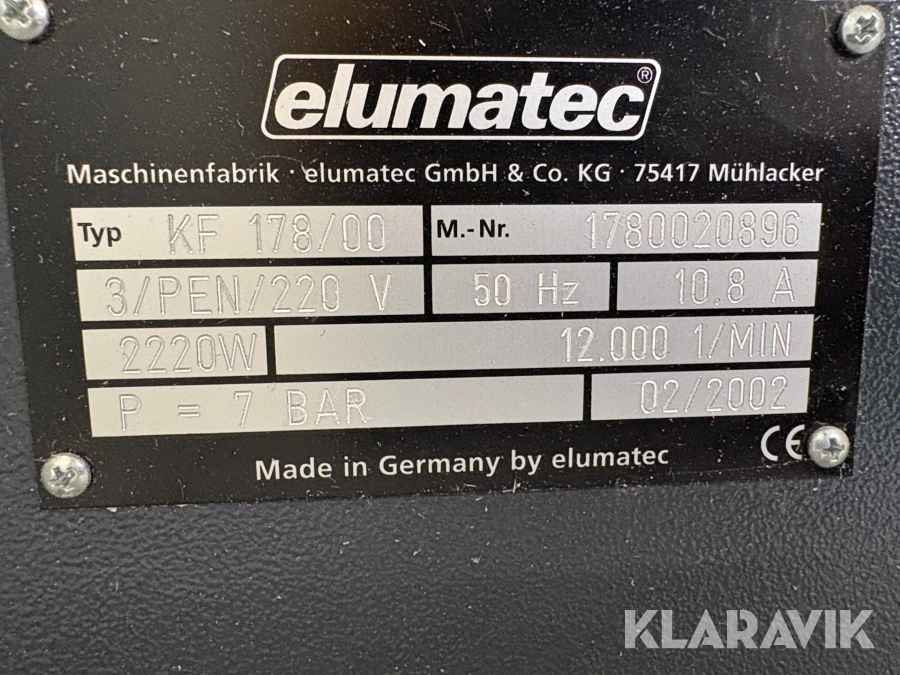 elumatec®
Maschinenfabrik · elumatec GmbH & Co. KG · 75417 Mühlacker
Typ KF 178/00 M.-Nr. 1780020896
3/PEN/220 V 50 Hz 10.8 A
2220W 12.000 1/MIN
P = 7 BAR 02/2002
CE
Made in Germany by elumatec
KLARAVIK